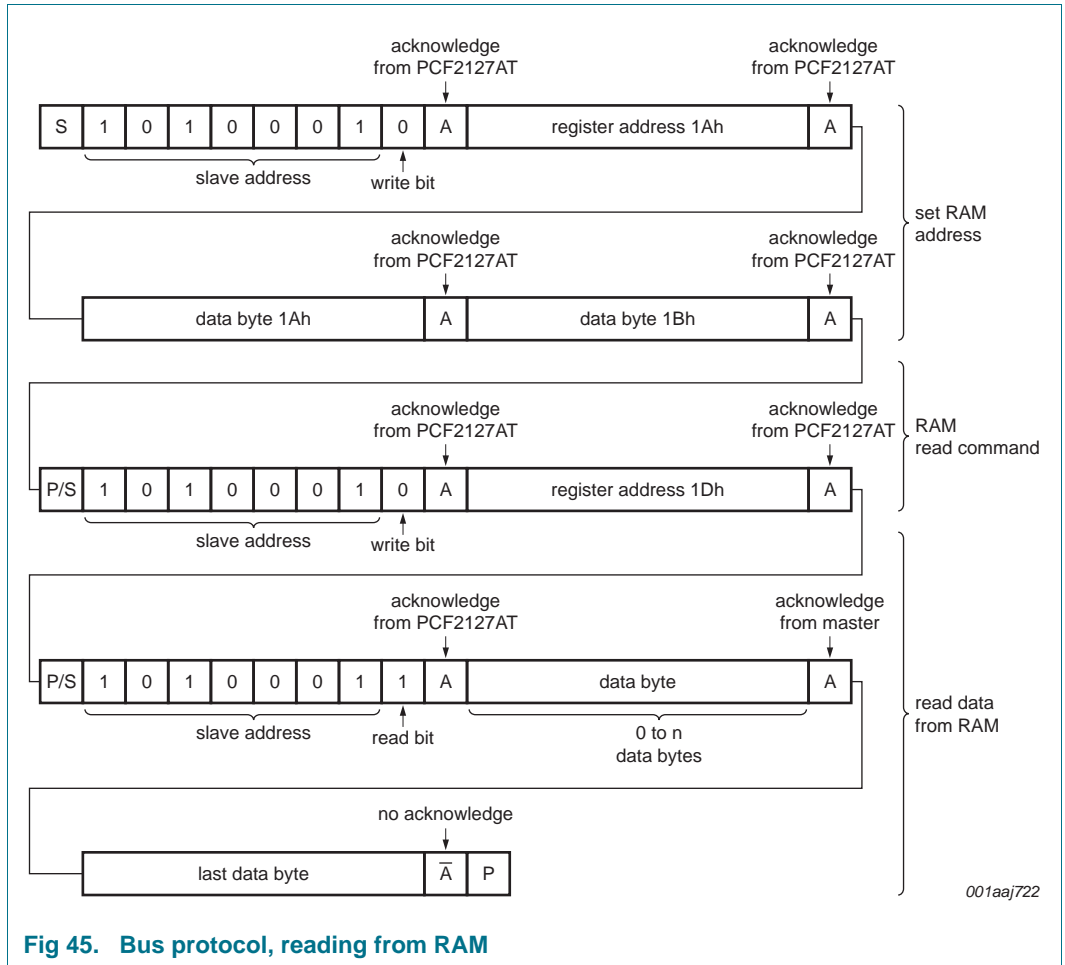 acknowledge
from PCF2127AT
acknowledge
from PCF2127AT
S 1 0 1 0 0 0 1 0 A register address 1Ah A
slave address
write bit
set RAM
address
acknowledge
from PCF2127AT
acknowledge
from PCF2127AT
data byte 1Ah A data byte 1Bh A
acknowledge
from PCF2127AT
acknowledge
from PCF2127AT
RAM
read command
P/S 1 0 1 0 0 0 1 0 A register address 1Dh A
slave address
write bit
acknowledge
from PCF2127AT
acknowledge
from master
P/S 1 0 1 0 0 0 1 1 A data byte A
slave address
read bit
0 to n
data bytes
read data
from RAM
no acknowledge
last data byte A̅ P
001aaj722
Fig 45. Bus protocol, reading from RAM